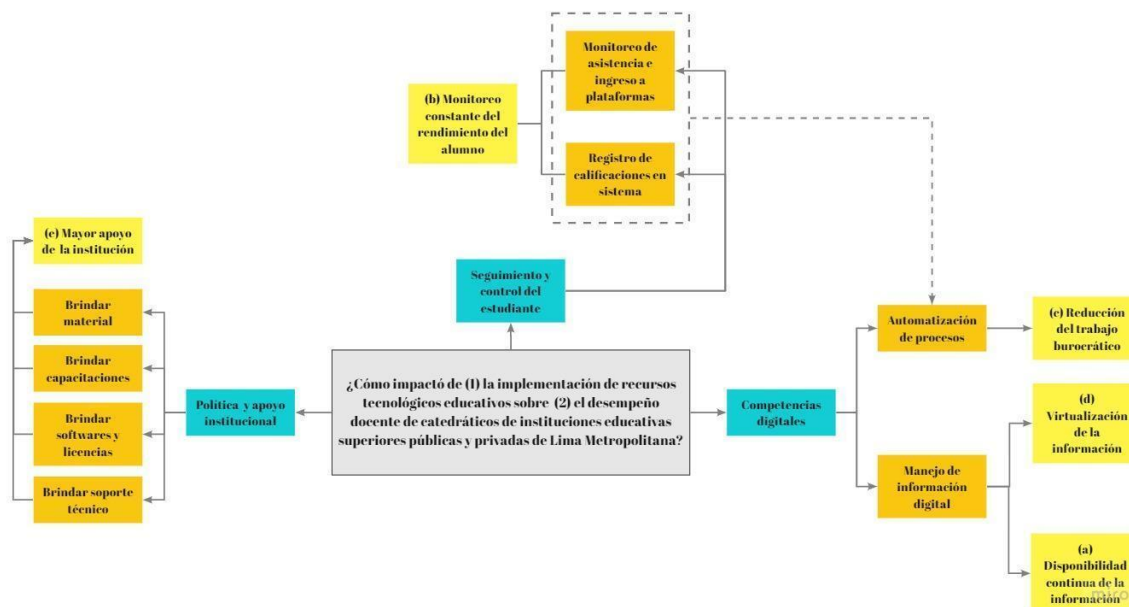 Monitoreo de
asistencia e
ingreso a
plataformas
(b) Monitoreo
constante del
rendimiento del
alumno
Registro de
calificaciones en
sistema
(e) Mayor apoyo
de la institución
Seguimiento y
control del
estudiante
Brindar
material
Automatización
de procesos
(c) Reducción
del trabajo
burocrático
Brindar
capacitaciones
¿Cómo impactó de (1) la implementación de recursos
tecnológicos educativos sobre (2) el desempeño
docente de catedráticos de instituciones educativas
superiores públicas y privadas de Lima Metropolitana?
Política y apoyo
institucional
Competencias
digitales
(d)
Virtualización
de la
información
Brindar
softwares y
licencias
Manejo de
información
digital
Brindar soporte
técnico
(a)
Disponibilidad
continua de la
información
miro